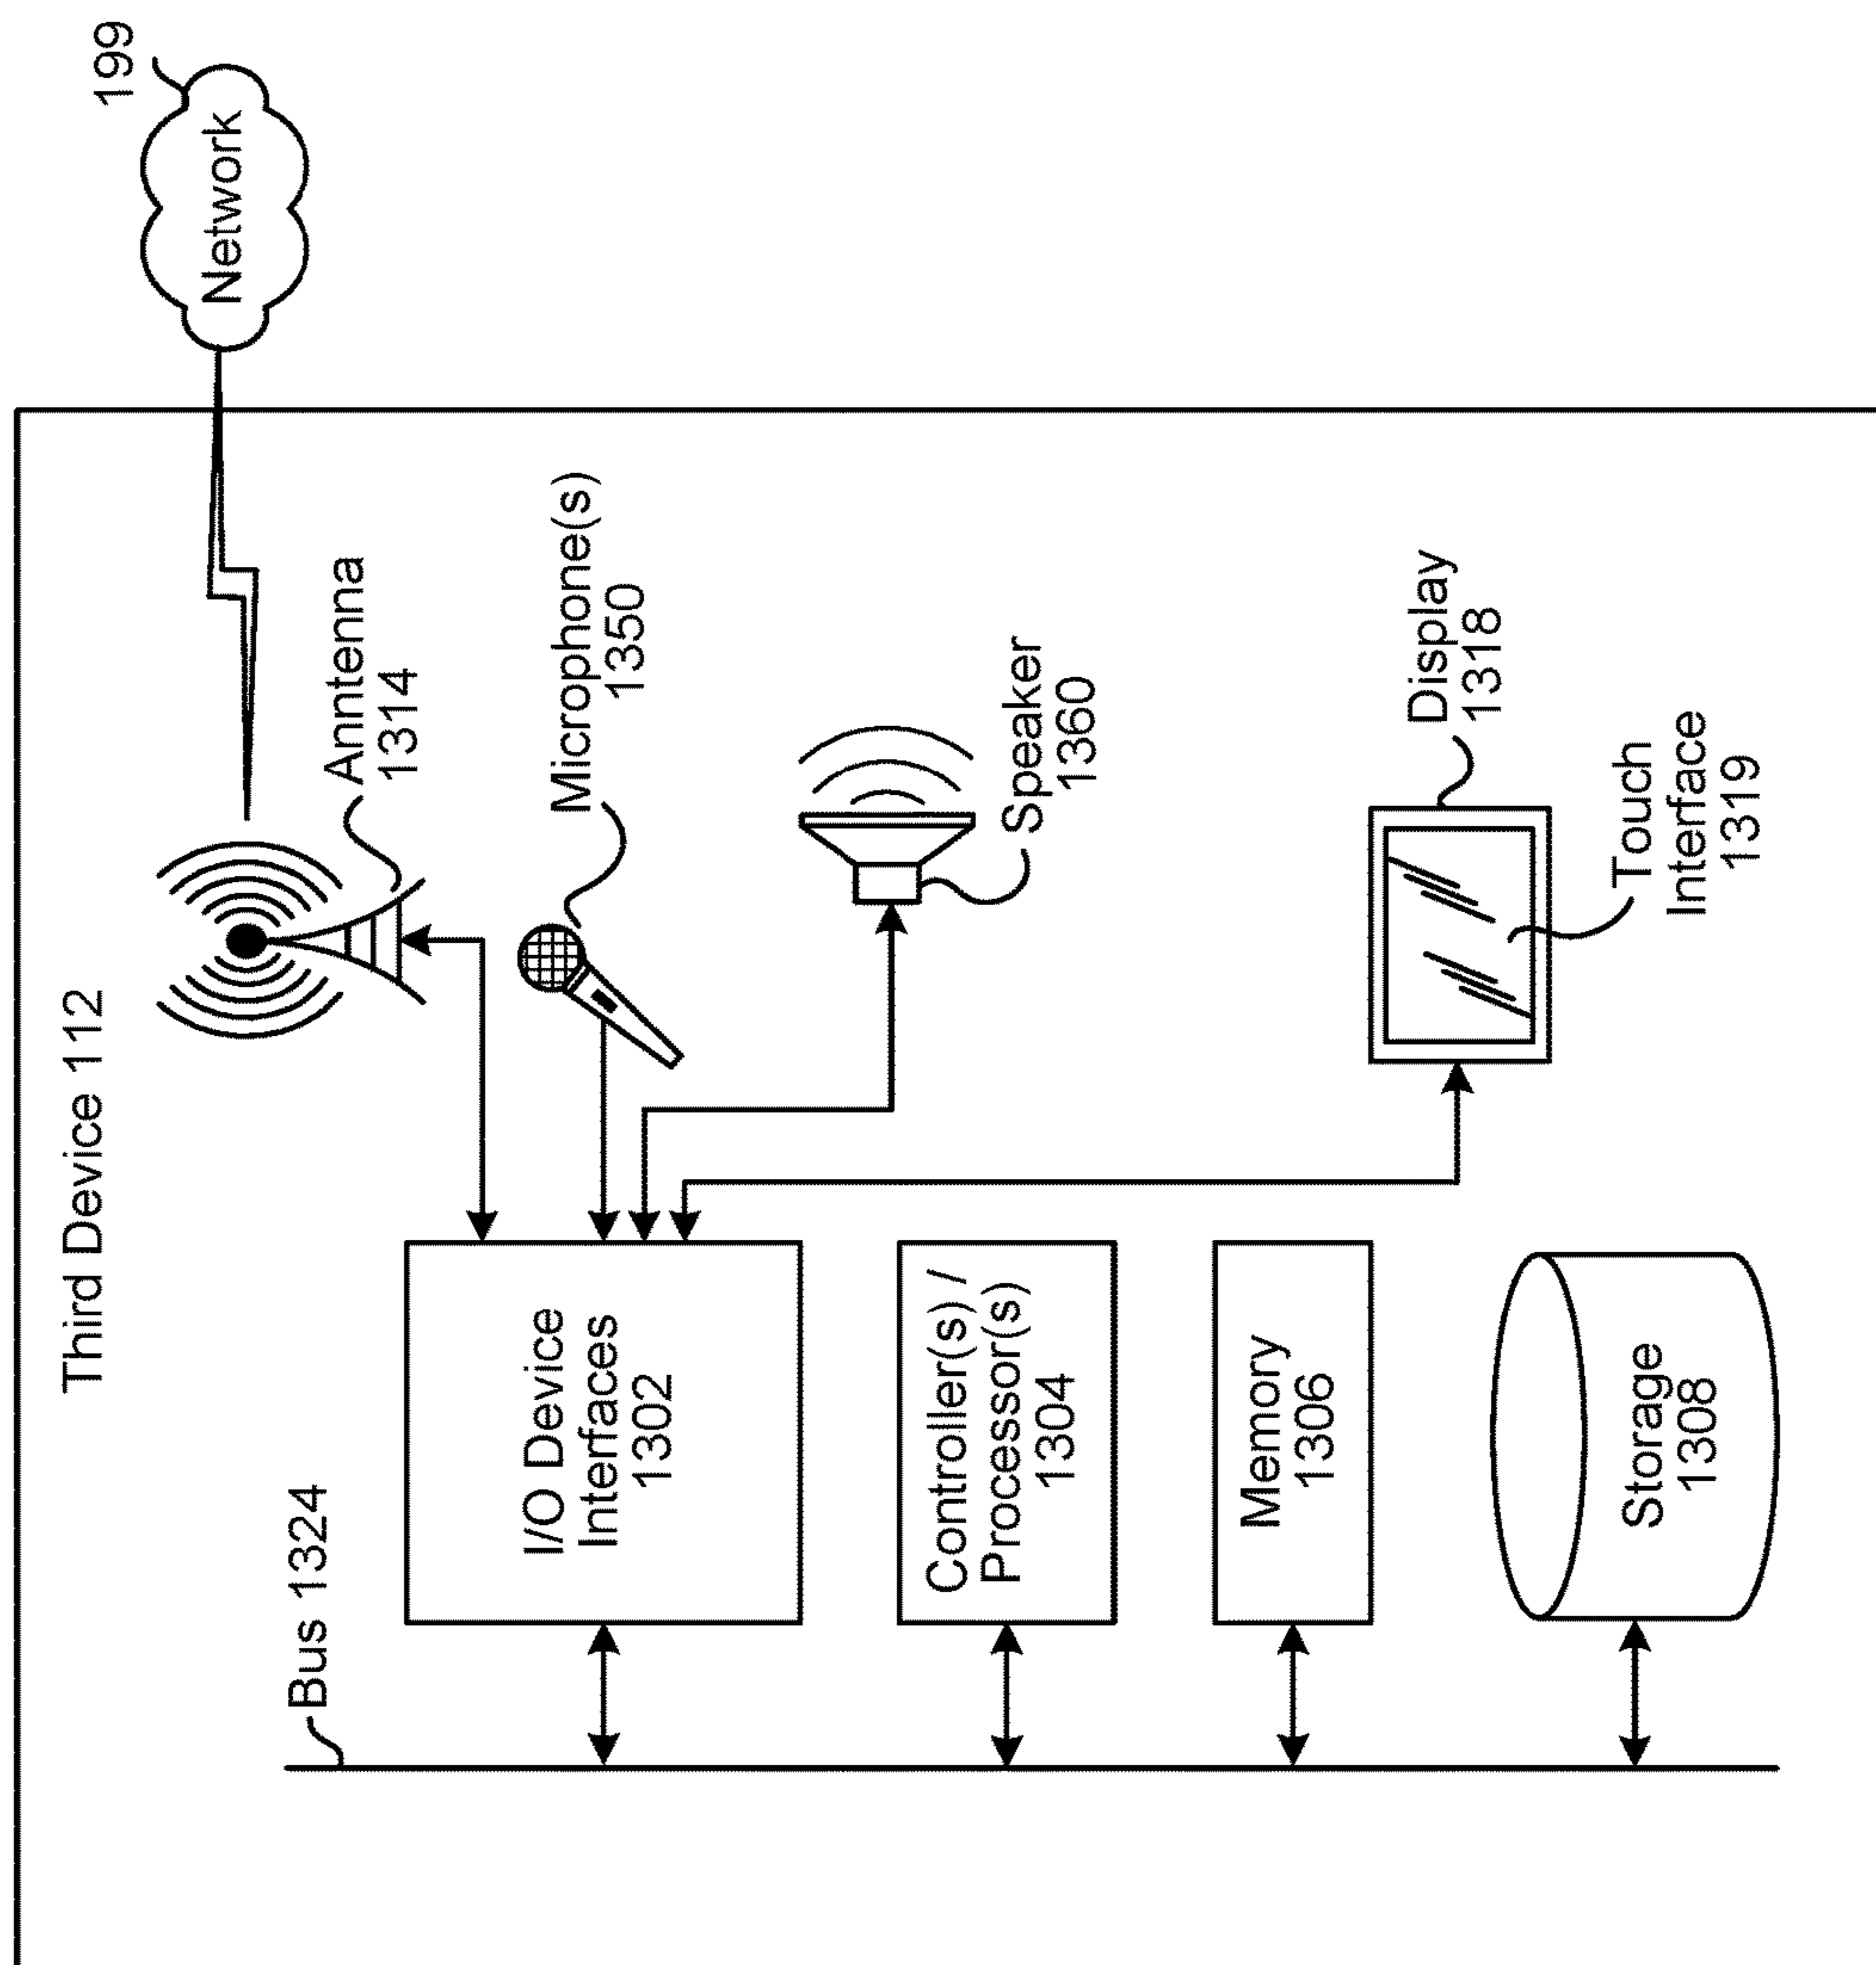 Third Device 112
199
Network
Bus 1324
Anntenna
1314
I/O Device
Interfaces
1302
Microphone(s)
1350
Controller(s) /
Processor(s)
1304
Speaker
1360
Memory
1306
Display
1318
Storage
1308
Touch
Interface
1319